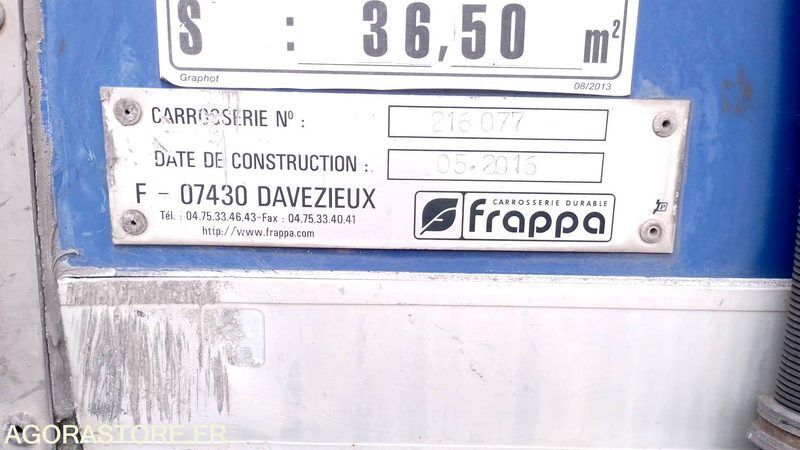 S : 36,50 m²
Graphot 08/2013
CARROSSERIE Nº : 216 077
DATE DE CONSTRUCTION : 05.2016
F - 07430 DAVEZIEUX
Tél. : 04.75.33.46.43-Fax : 04.75.33.40.41
http://www.frappa.com
CARROSSERIE DURABLE
frappa
AGORASTORE.FR